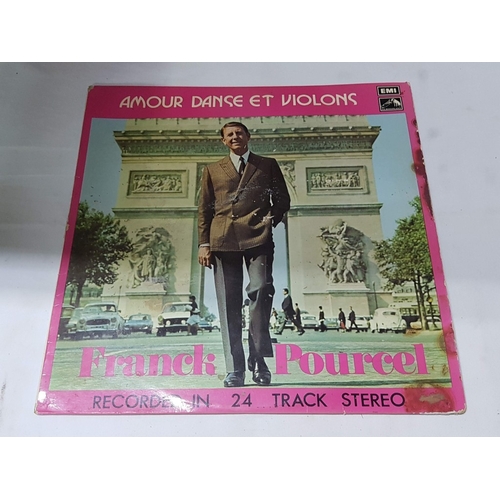 AMOUR DANSE ET VIOLONS
EMI
Franck Pourcel
RECORDED IN 24 TRACK STEREO